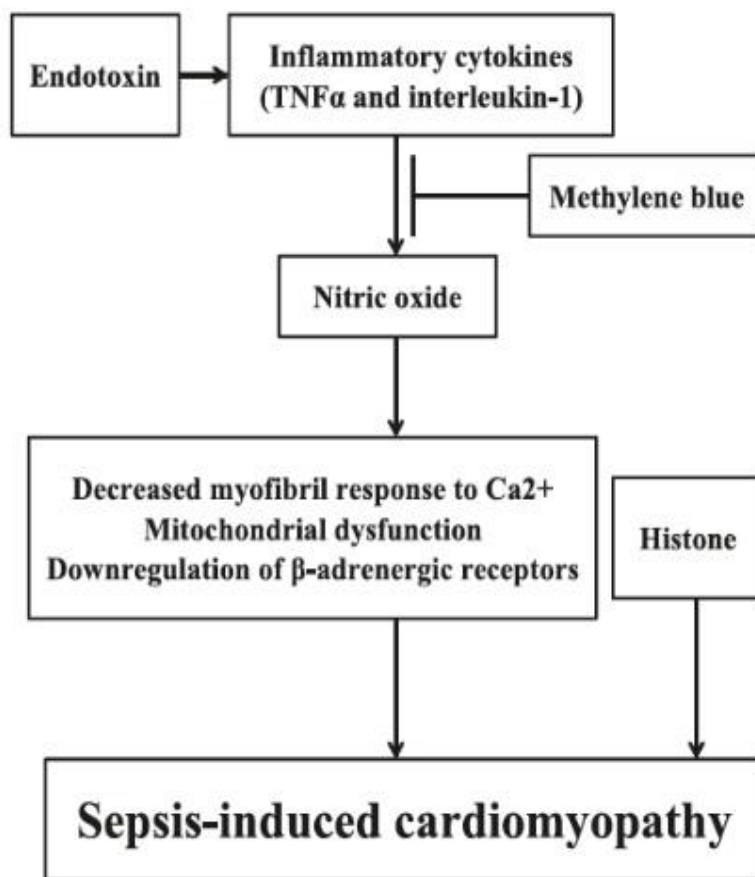 Endotoxin
Inflammatory cytokines
(TNFα and interleukin-1)
Methylene blue
Nitric oxide
Decreased myofibril response to Ca2+
Mitochondrial dysfunction
Downregulation of β-adrenergic receptors
Histone
Sepsis-induced cardiomyopathy